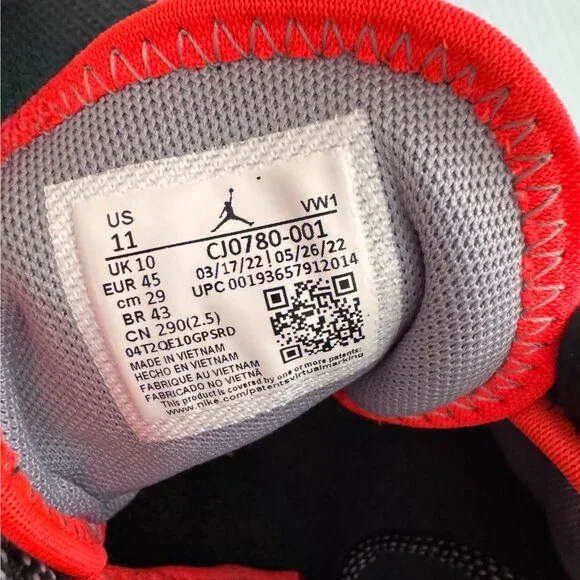 US VW1
11 CJ0780-001
UK 10 03/17/22 05/26/22
EUR 45 UPC 00193657912014
cm 29
BR 43
CN 290(2.5)
04T2QE10GPSRD
MADE IN VIETNAM
HECHO EN VIETNAM
FABRIQUE AU VIETNAM
FABRICADO NO VIETNÃ
This product is covered by one or more patents:
www.nike.com/patentsvirtualmarking